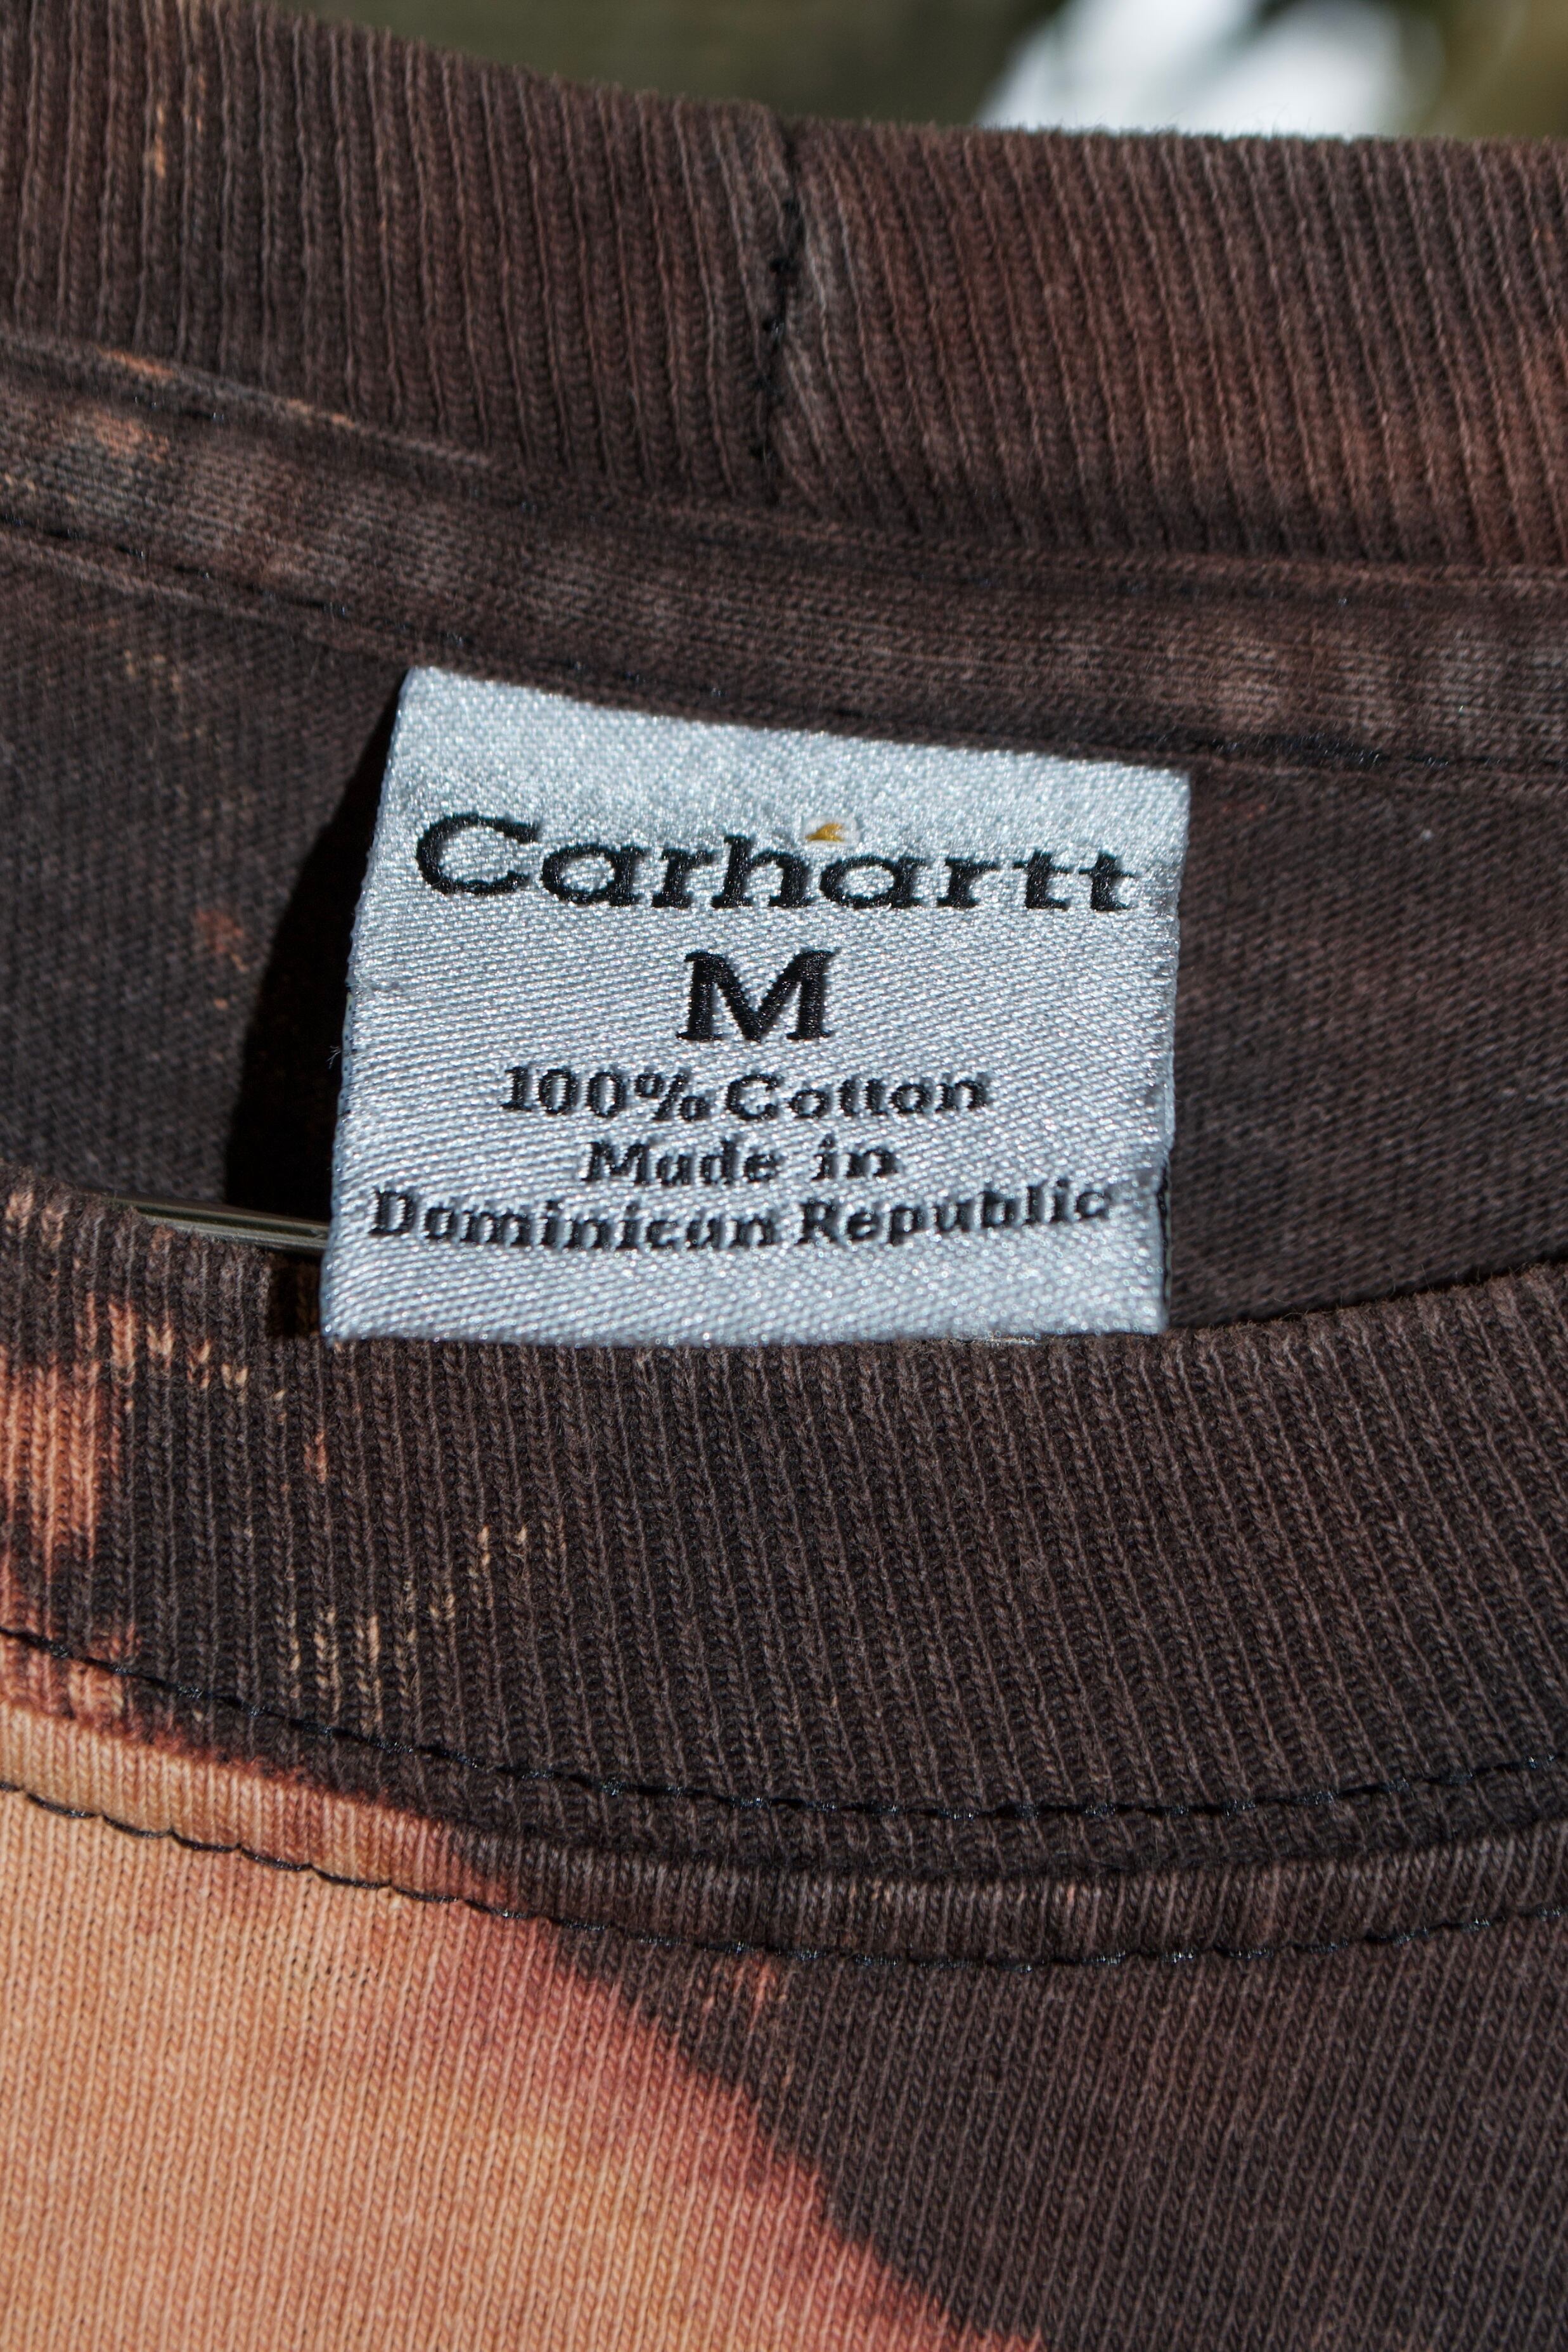 Carhartt
M
100% Cotton
Made in
Dominican Republic